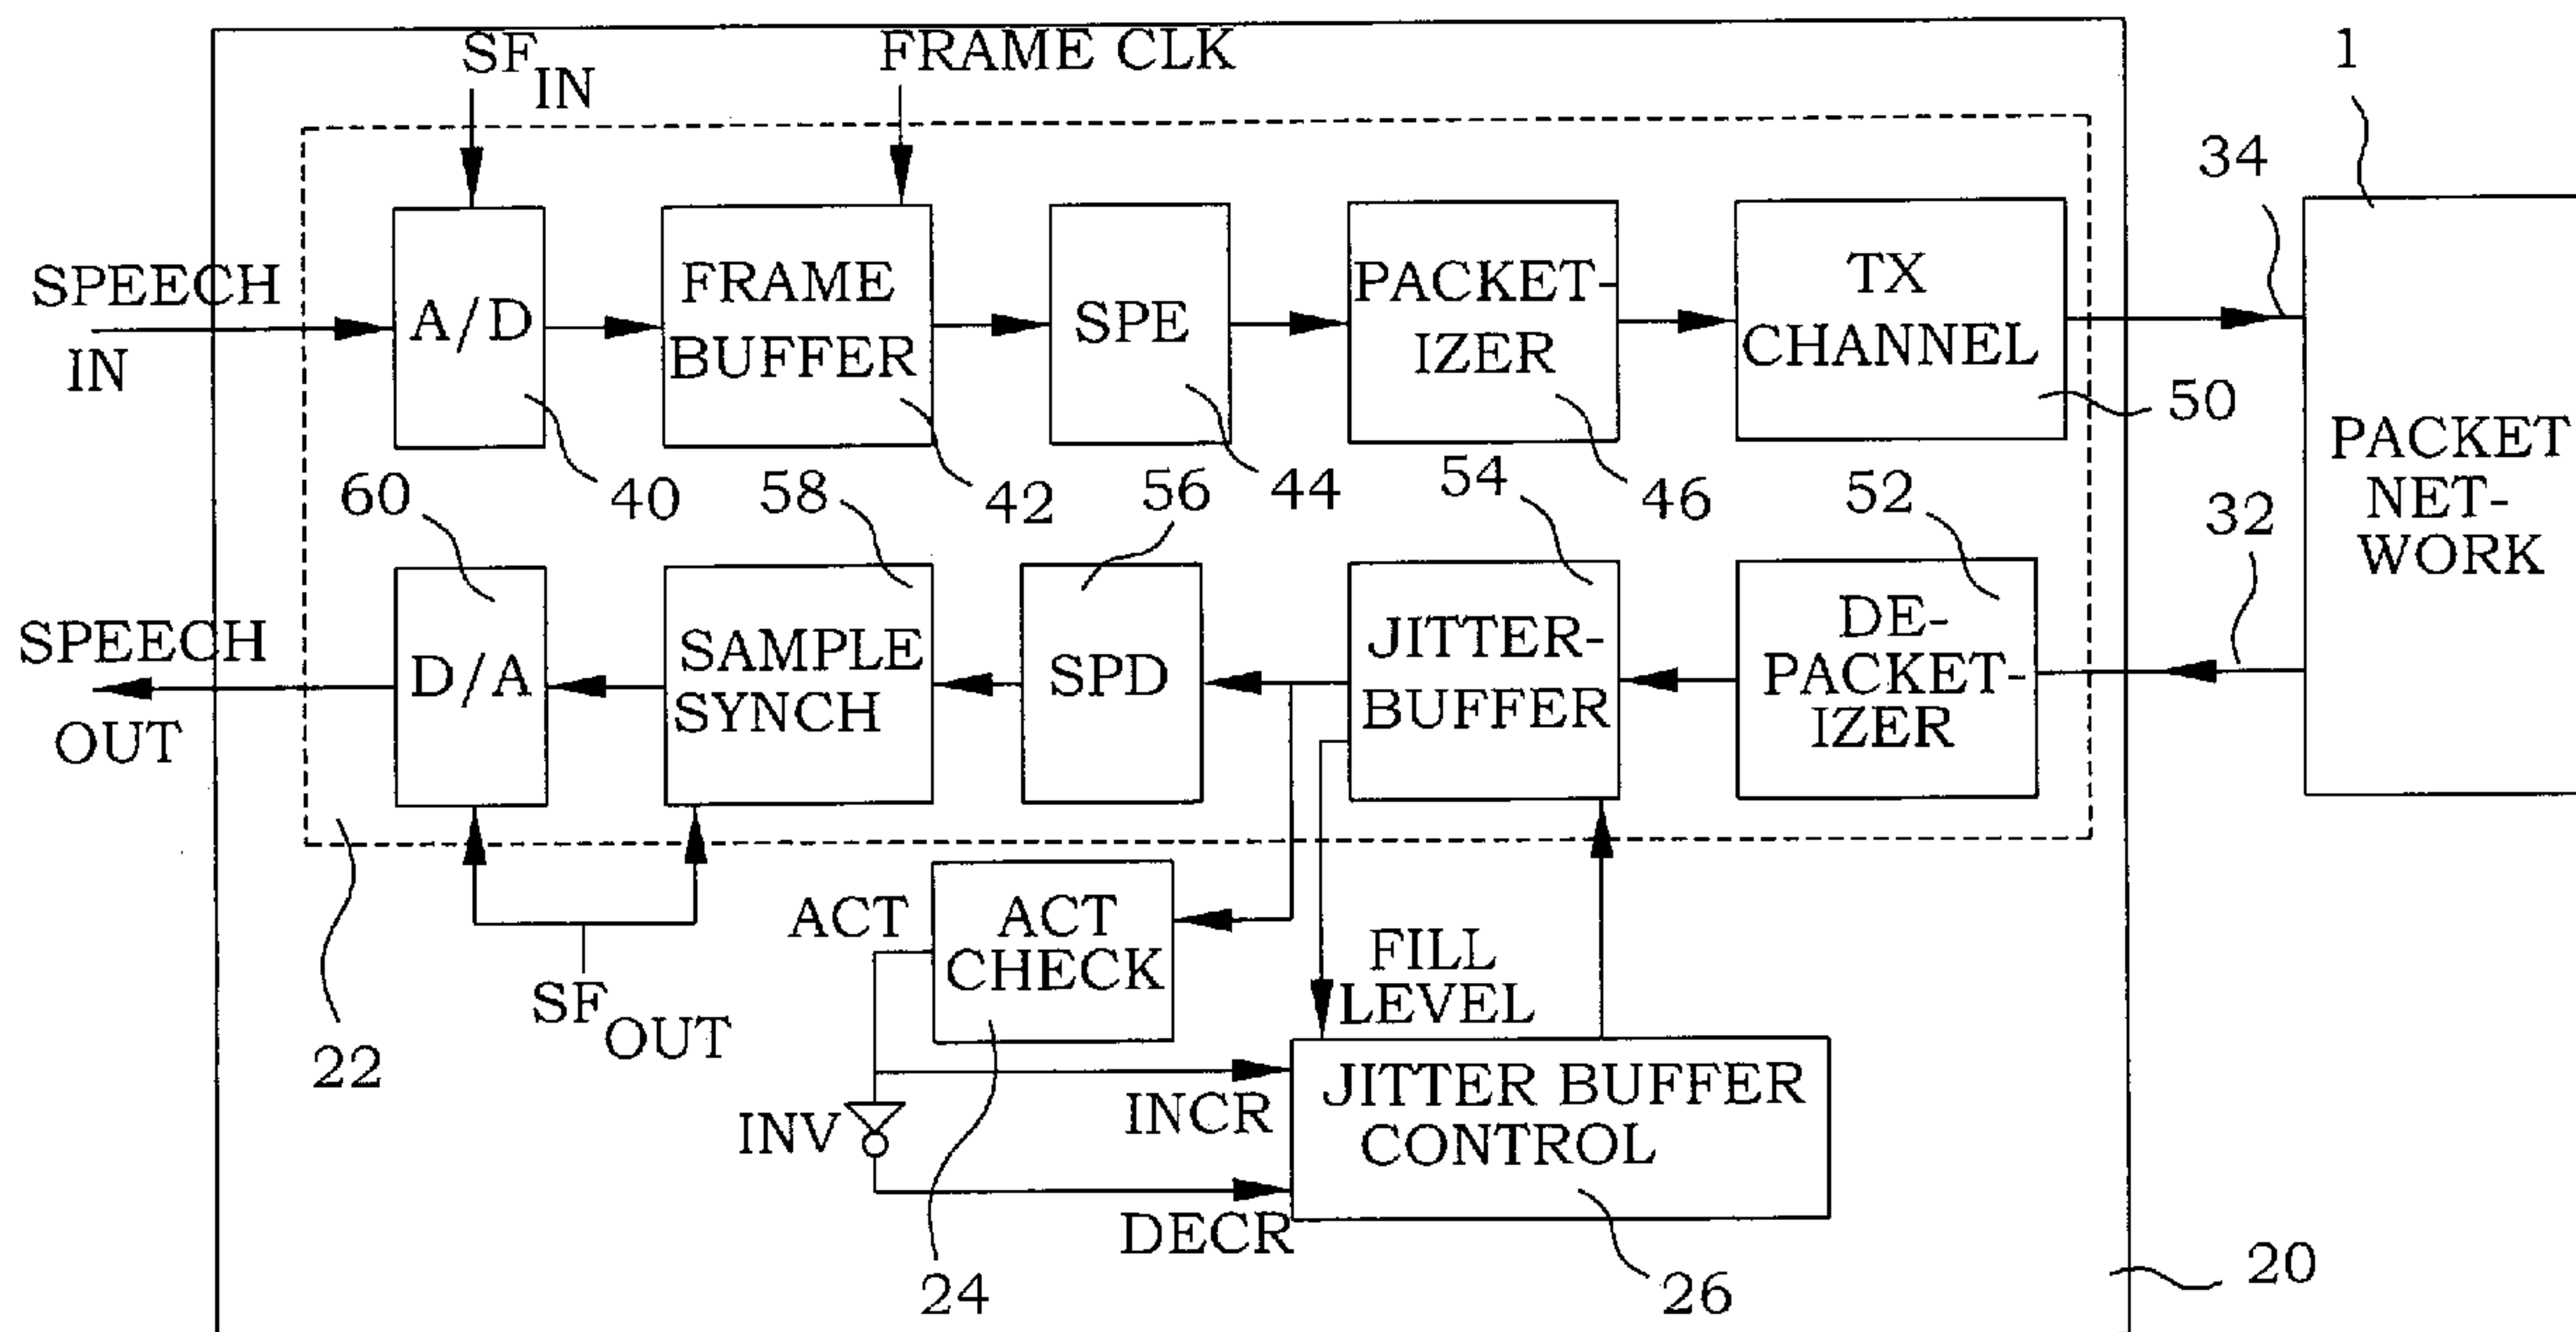 SF IN
FRAME CLK
1
34
SPEECH
IN
A/D
FRAME
BUFFER
SPE
PACKET-
IZER
TX
CHANNEL
50
PACKET
NET-
WORK
60
40
58
42
56
44
54
46
52
32
SPEECH
OUT
D/A
SAMPLE
SYNCH
SPD
JITTER-
BUFFER
DE-
PACKET-
IZER
ACT
ACT
CHECK
FILL
LEVEL
SF OUT
22
INV
INCR
DECR
JITTER BUFFER
CONTROL
24
26
20